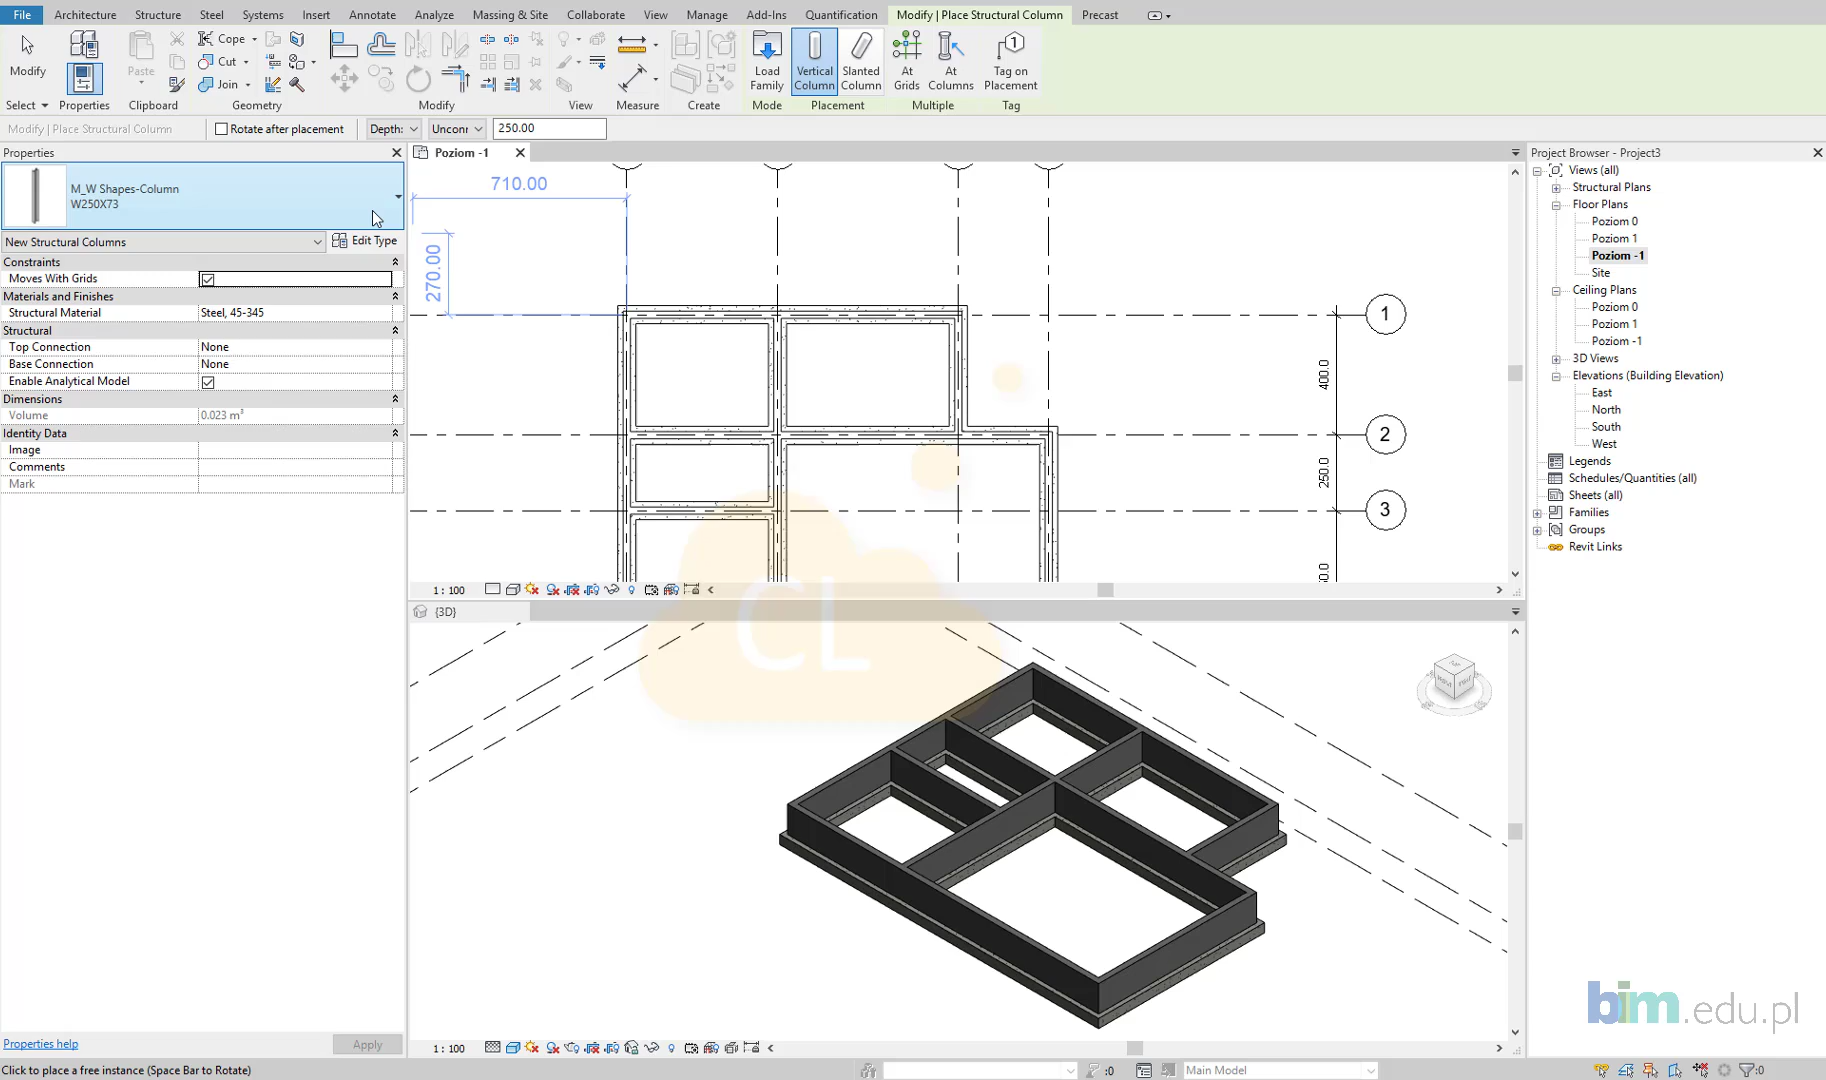 File Architecture Structure Steel Systems Insert Annotate Analyze Massing & Site Collaborate View Manage Add-Ins Quantification Modify | Place Structural Column Precast
Cope
Cut
Join
Modify
Paste
Load Family
Vertical Column
Slanted Column
At Grids
At Columns
Tag on Placement
Select Properties Clipboard Geometry Modify View Measure Create Mode Placement Multiple Tag
Modify | Place Structural Column Rotate after placement Depth: Unconr 250.00
Properties
M_W Shapes-Column
W250X73
New Structural Columns Edit Type
Constraints
Moves With Grids
Materials and Finishes
Structural Material Steel, 45-345
Structural
Top Connection None
Base Connection None
Enable Analytical Model
Dimensions
Volume 0.023 m³
Identity Data
Image
Comments
Mark
Properties help Apply
Poziom -1
710.00
270.00
1
400.0
2
250.0
3
1 : 100
{3D}
CL
1 : 100
Project Browser - Project3
Views (all)
Structural Plans
Floor Plans
Poziom 0
Poziom 1
Poziom -1
Site
Ceiling Plans
Poziom 0
Poziom 1
Poziom -1
3D Views
Elevations (Building Elevation)
East
North
South
West
Legends
Schedules/Quantities (all)
Sheets (all)
Families
Groups
Revit Links
bim.edu.pl
Click to place a free instance (Space Bar to Rotate) :0 Main Model :0